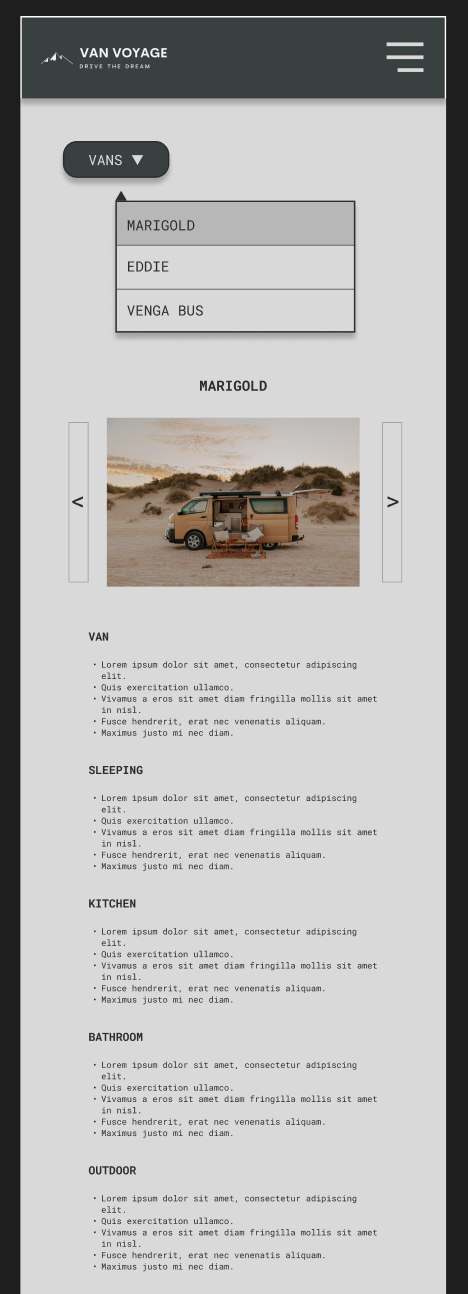 VAN VOYAGE
DRIVE THE DREAM
VANS ▼
MARIGOLD
EDDIE
VENGA BUS
MARIGOLD
<
>
VAN
• Lorem ipsum dolor sit amet, consectetur adipiscing
elit.
• Quis exercitation ullamco.
• Vivamus a eros sit amet diam fringilla mollis sit amet
in nisl.
• Fusce hendrerit, erat nec venenatis aliquam.
• Maximus justo mi nec diam.
SLEEPING
• Lorem ipsum dolor sit amet, consectetur adipiscing
elit.
• Quis exercitation ullamco.
• Vivamus a eros sit amet diam fringilla mollis sit amet
in nisl.
• Fusce hendrerit, erat nec venenatis aliquam.
• Maximus justo mi nec diam.
KITCHEN
• Lorem ipsum dolor sit amet, consectetur adipiscing
elit.
• Quis exercitation ullamco.
• Vivamus a eros sit amet diam fringilla mollis sit amet
in nisl.
• Fusce hendrerit, erat nec venenatis aliquam.
• Maximus justo mi nec diam.
BATHROOM
• Lorem ipsum dolor sit amet, consectetur adipiscing
elit.
• Quis exercitation ullamco.
• Vivamus a eros sit amet diam fringilla mollis sit amet
in nisl.
• Fusce hendrerit, erat nec venenatis aliquam.
• Maximus justo mi nec diam.
OUTDOOR
• Lorem ipsum dolor sit amet, consectetur adipiscing
elit.
• Quis exercitation ullamco.
• Vivamus a eros sit amet diam fringilla mollis sit amet
in nisl.
• Fusce hendrerit, erat nec venenatis aliquam.
• Maximus justo mi nec diam.